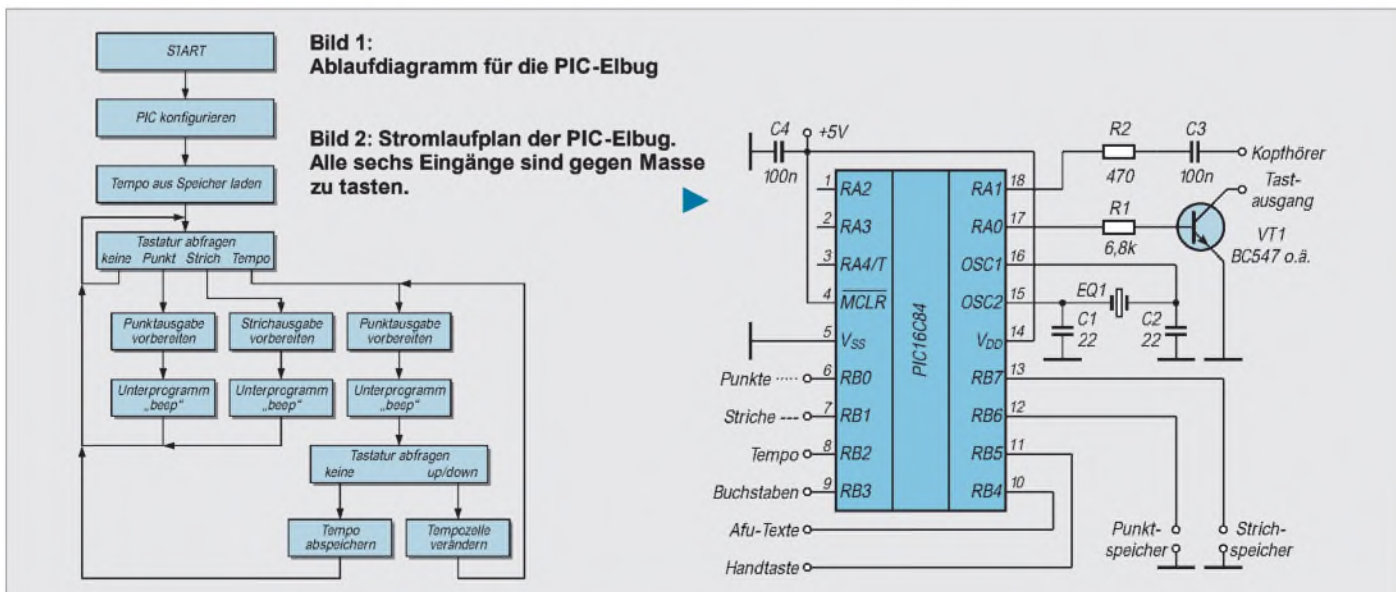 START
PIC konfigurieren
Tempo aus Speicher laden
Tastatur abfragen
keine Punkt Strich Tempo
Punktausgabe
vorbereiten
Strichausgabe
vorbereiten
Punktausgabe
vorbereiten
Unterprogramm
„beep“
Unterprogramm
„beep“
Unterprogramm
„beep“
Tastatur abfragen
keine up/down
Tempo
abspeichern
Tempozelle
verändern
Bild 1:
Ablaufdiagramm für die PIC-Elbug
Bild 2: Stromlaufplan der PIC-Elbug.
Alle sechs Eingänge sind gegen Masse
zu tasten.
C4
100n
+5V
1 RA2
2 RA3
3 RA4/T
4 MCLR
5 VSS
Punkte ····· 6 RB0
Striche --- 7 RB1
Tempo 8 RB2
Buchstaben 9 RB3
Afu-Texte
Handtaste
PIC16C84
RA1 18
RA0 17
OSC1 16
OSC2 15
VDD 14
RB7 13
RB6 12
RB5 11
RB4 10
R2
470
C3
100n
Kopfhörer
Tast-
ausgang
R1
6,8k
VT1
BC547 o.ä.
EQ1
C1
22
C2
22
Punkt-
speicher
Strich-
speicher